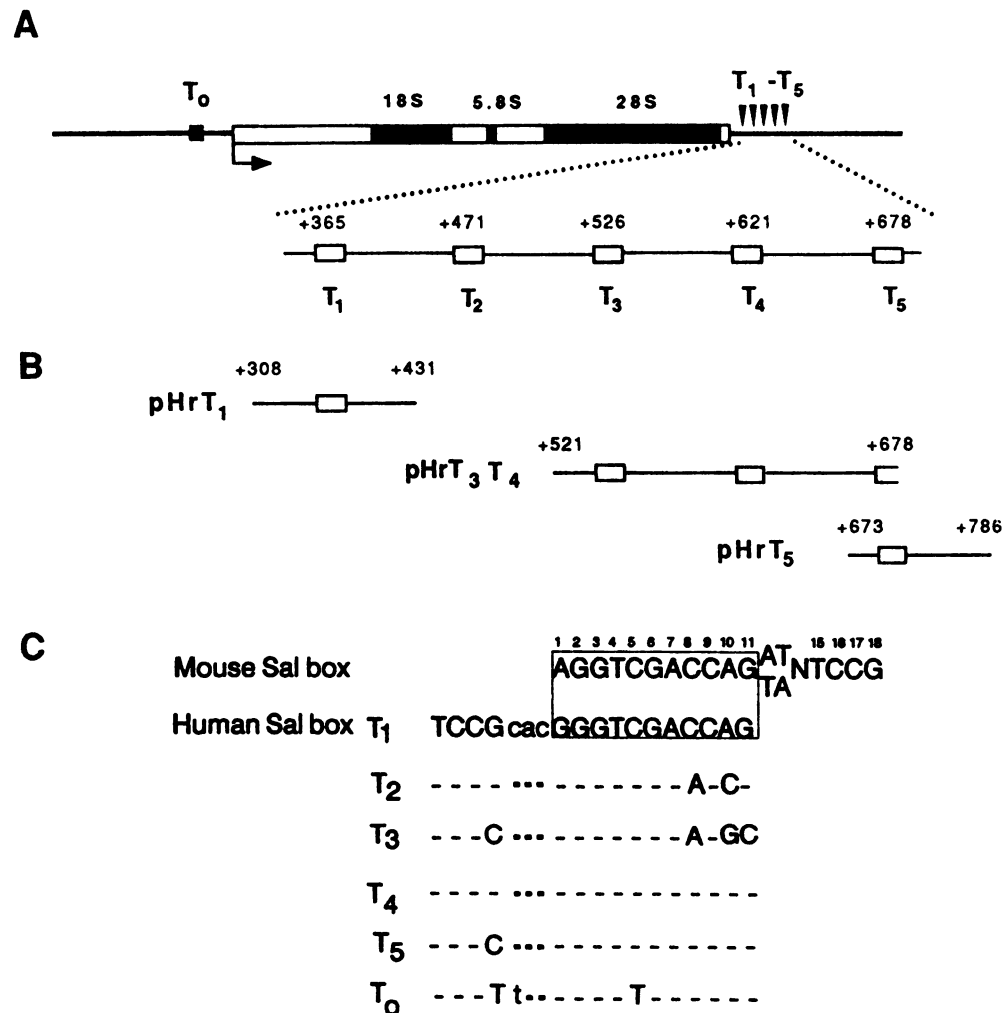 A
T0 18S 5.8S 28S T1 -T5
+365 +471 +526 +621 +678
T1 T2 T3 T4 T5
B
+308 +431
pHrT1
+521 +678
pHrT3 T4
+673 +786
pHrT5
C
1 2 3 4 5 6 7 8 9 10 11 15 16 17 18
Mouse Sal box AGGTCGACCAG AT NTCCG
TA
Human Sal box T1 TCCG cac GGGTCGACCAG
T2 - - - - ... - - - - - - - A - C -
T3 - - - C ... - - - - - - - A - GC
T4 - - - - ... - - - - - - - - - - -
T5 - - - C ... - - - - - - - - - - -
To - - - T t.. - - - - T - - - - - -